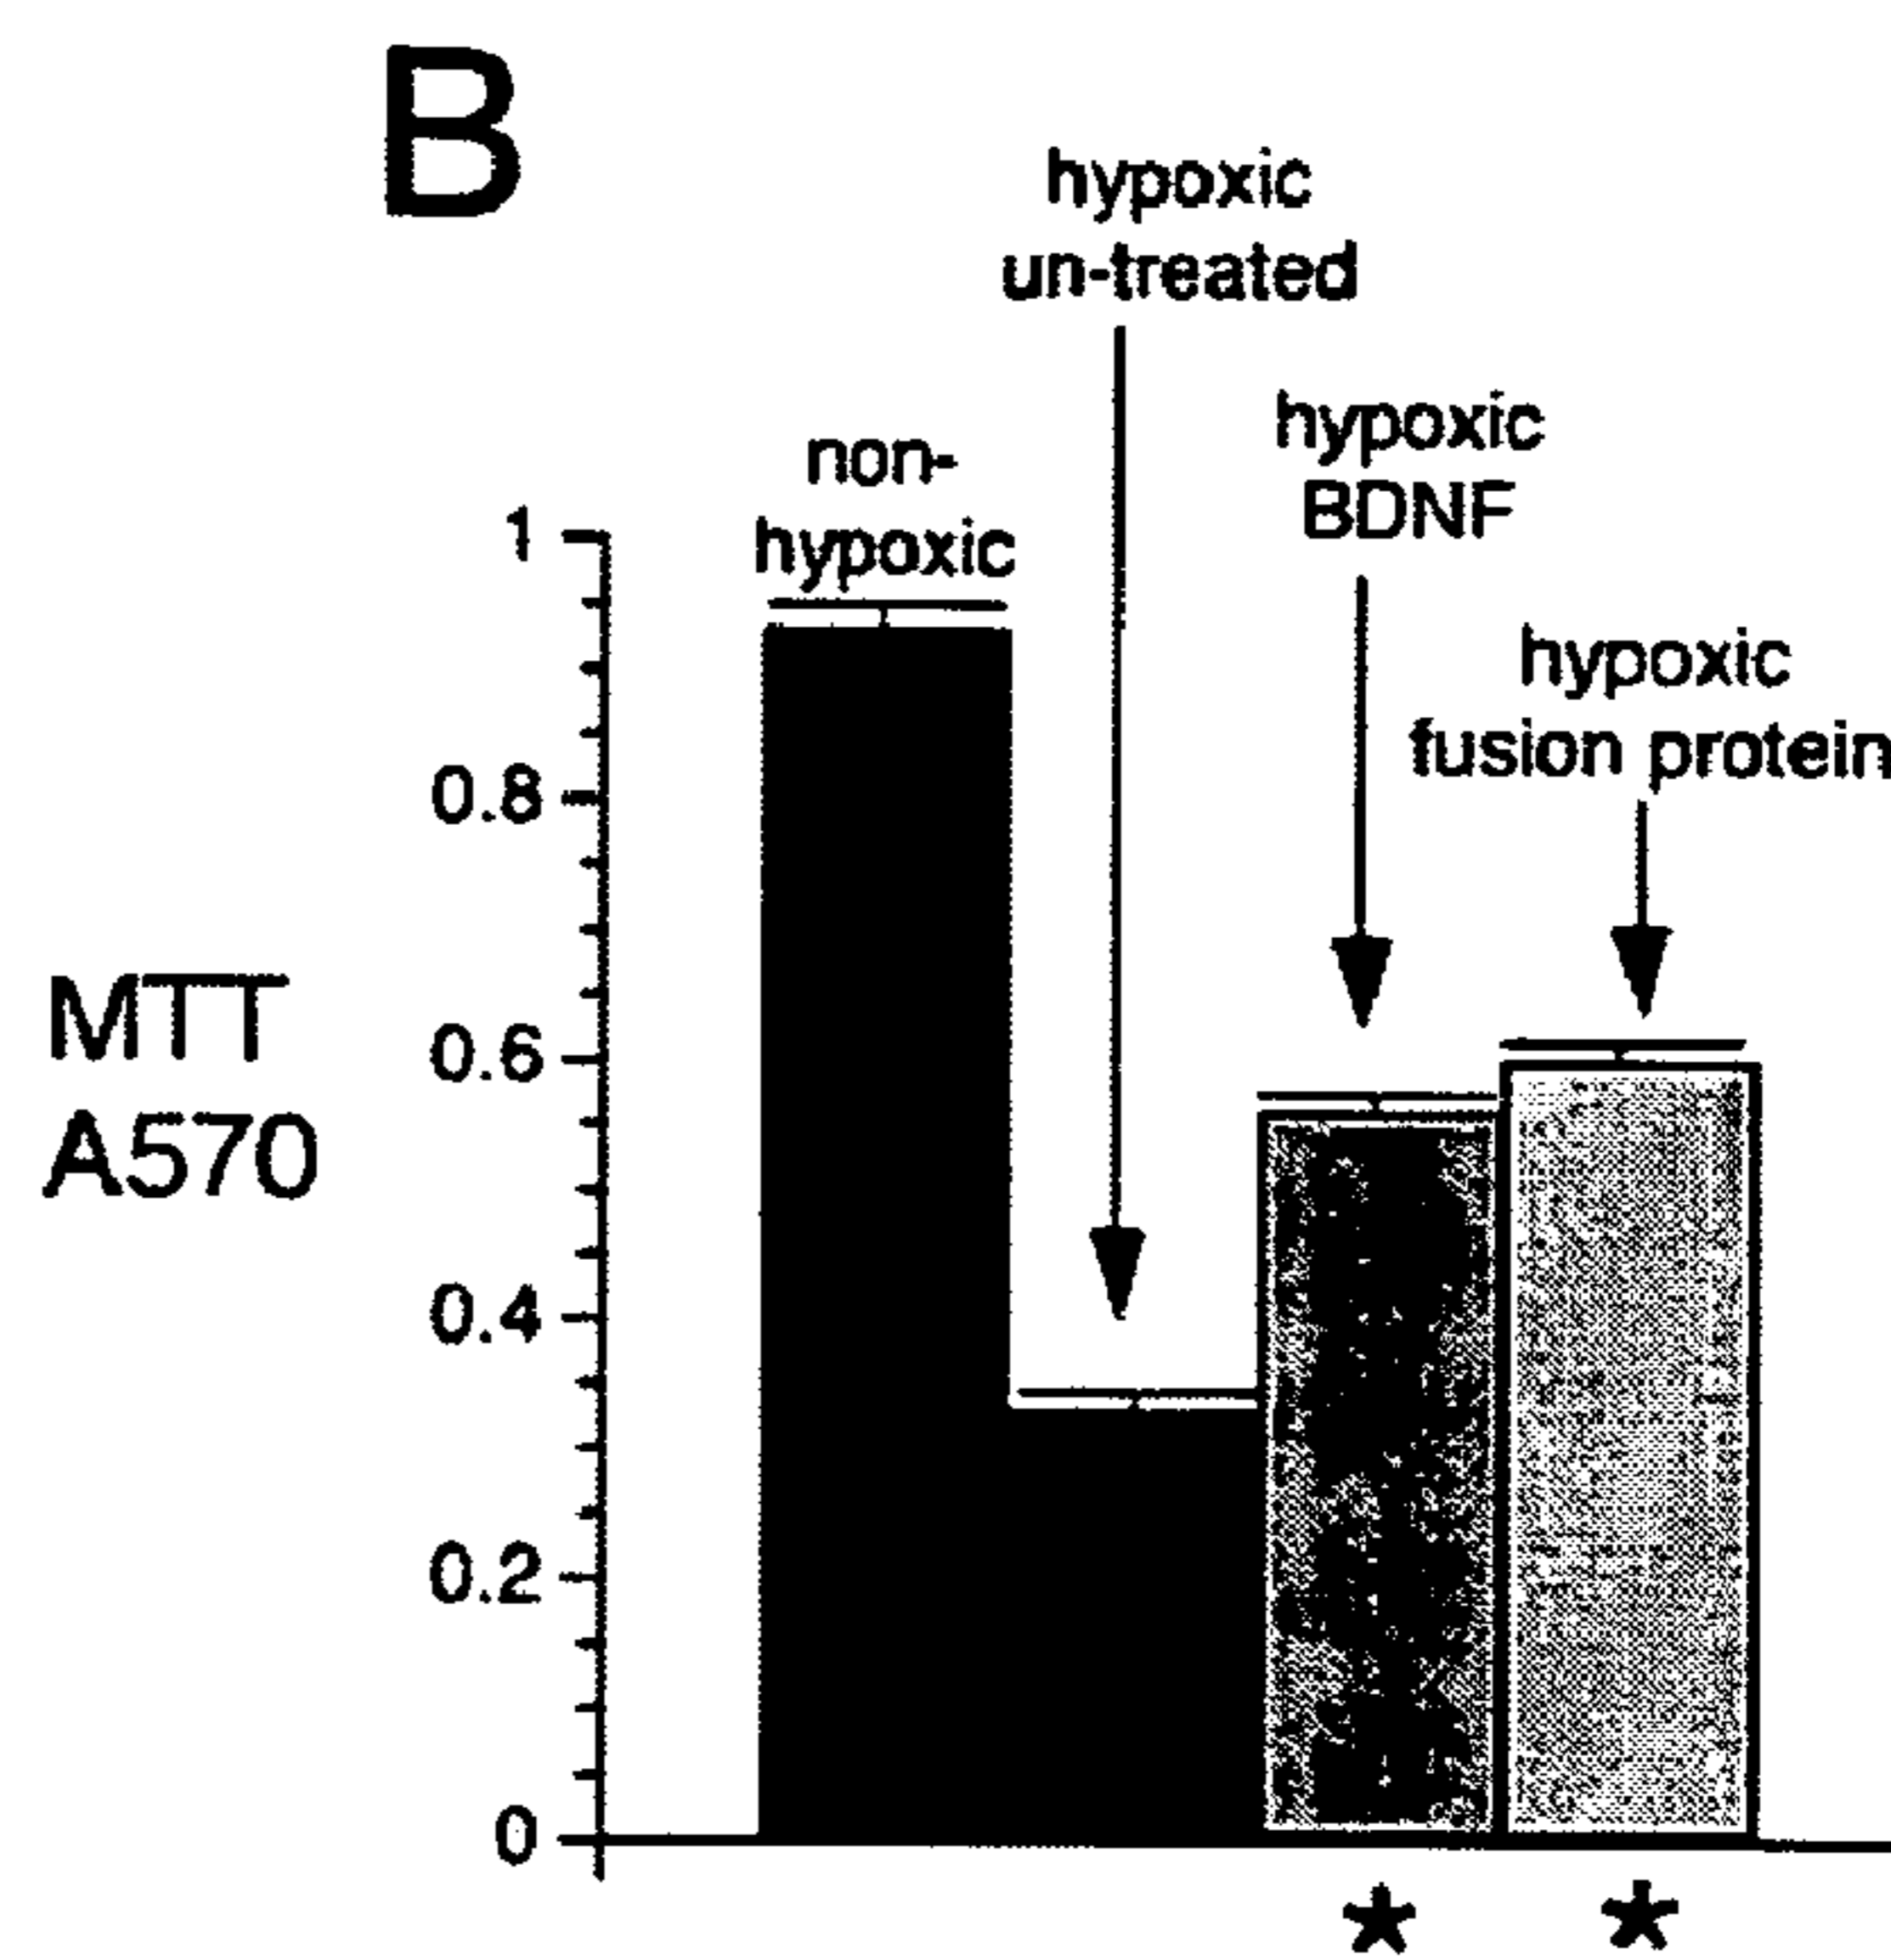 B
hypoxic
un-treated
hypoxic
BDNF
non-
hypoxic
hypoxic
fusion protein
1
0.8
0.6
0.4
0.2
0
MTT
A570
* *